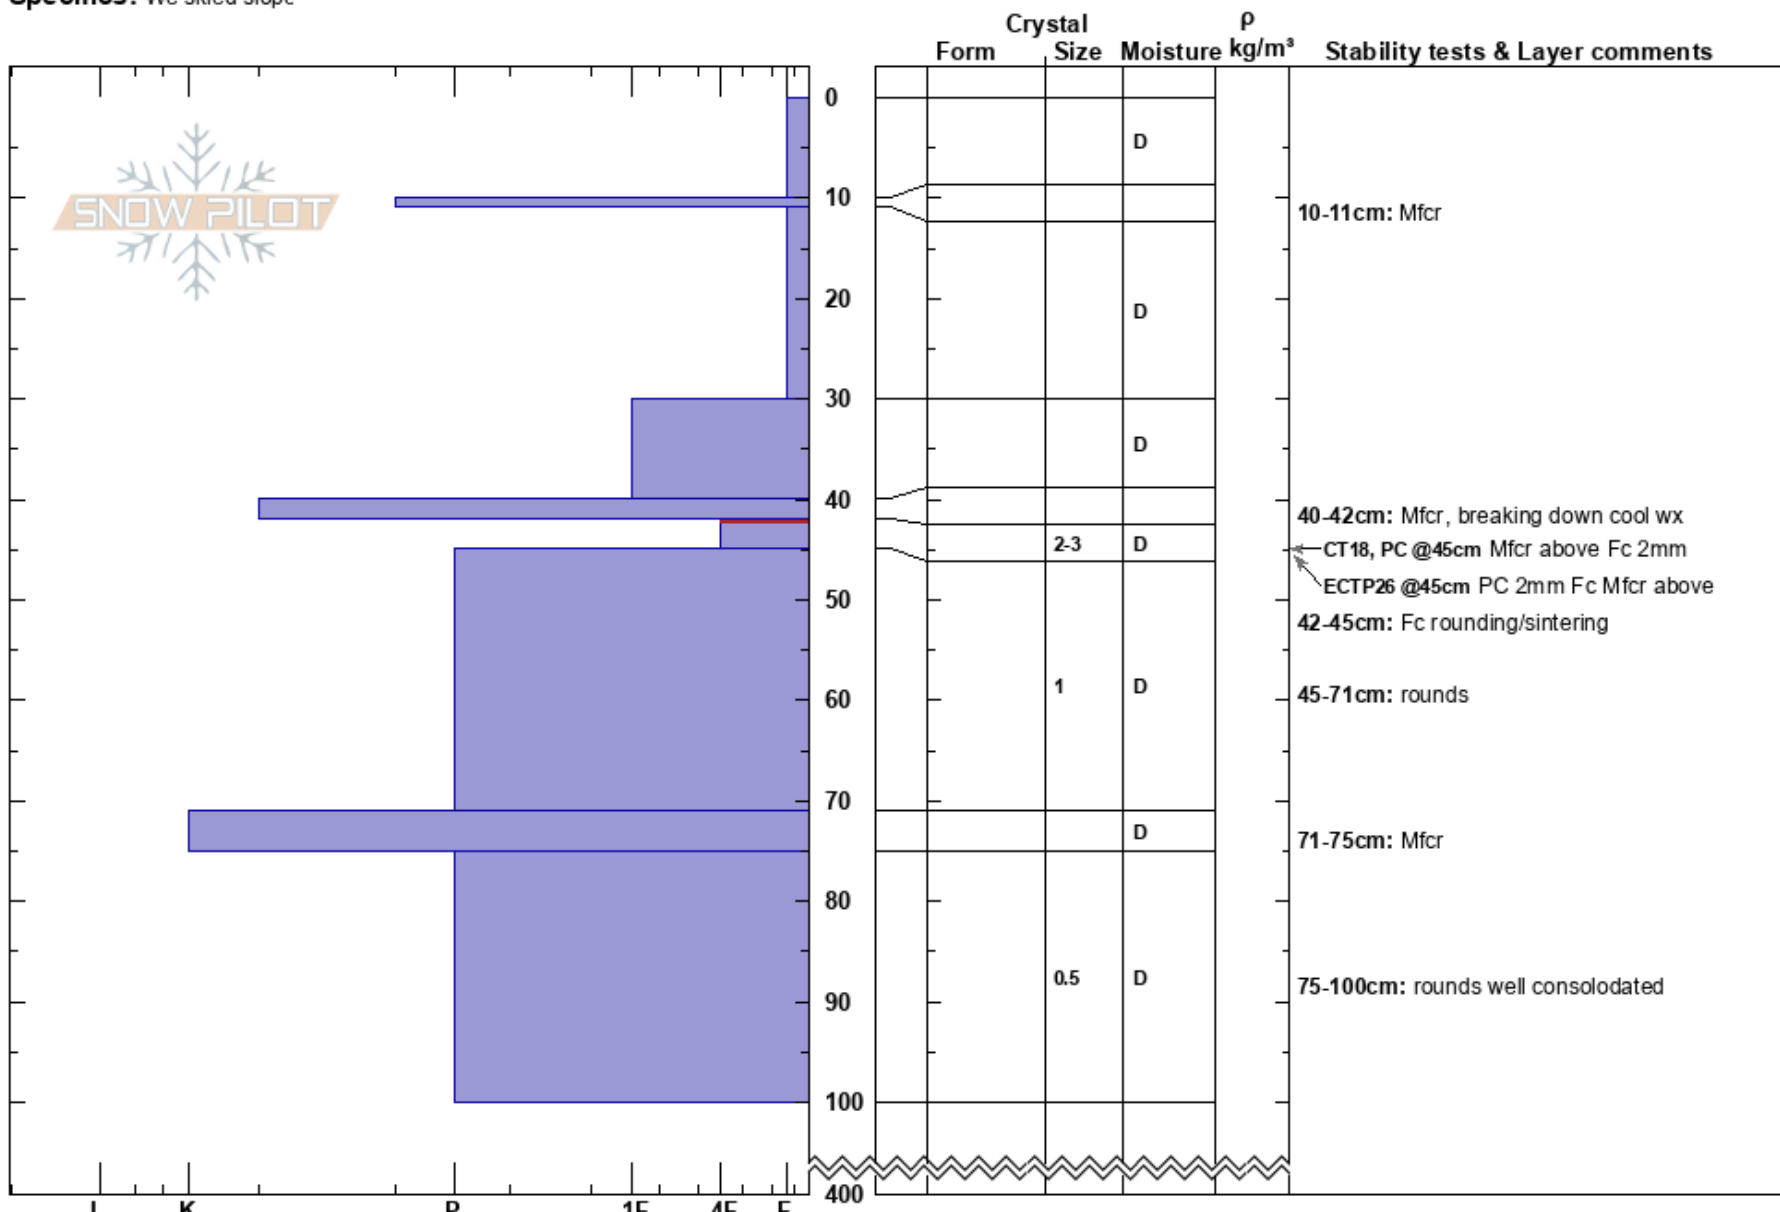 We skied slope
Crystal ρ
Form Size Moisture kg/m³ Stability tests & Layer comments
0
D
SNOW PILOT
10
10-11cm: Mfcr
20
D
30
D
40
40-42cm: Mfcr, breaking down cool wx
2-3 D
CT18, PC @45cm Mfcr above Fc 2mm
ECTP26 @45cm PC 2mm Fc Mfcr above
50
42-45cm: Fc rounding/sintering
1 D
60
45-71cm: rounds
70
D
71-75cm: Mfcr
80
0.5 D
75-100cm: rounds well consolodated
90
100
400
I K P 1F 4F F